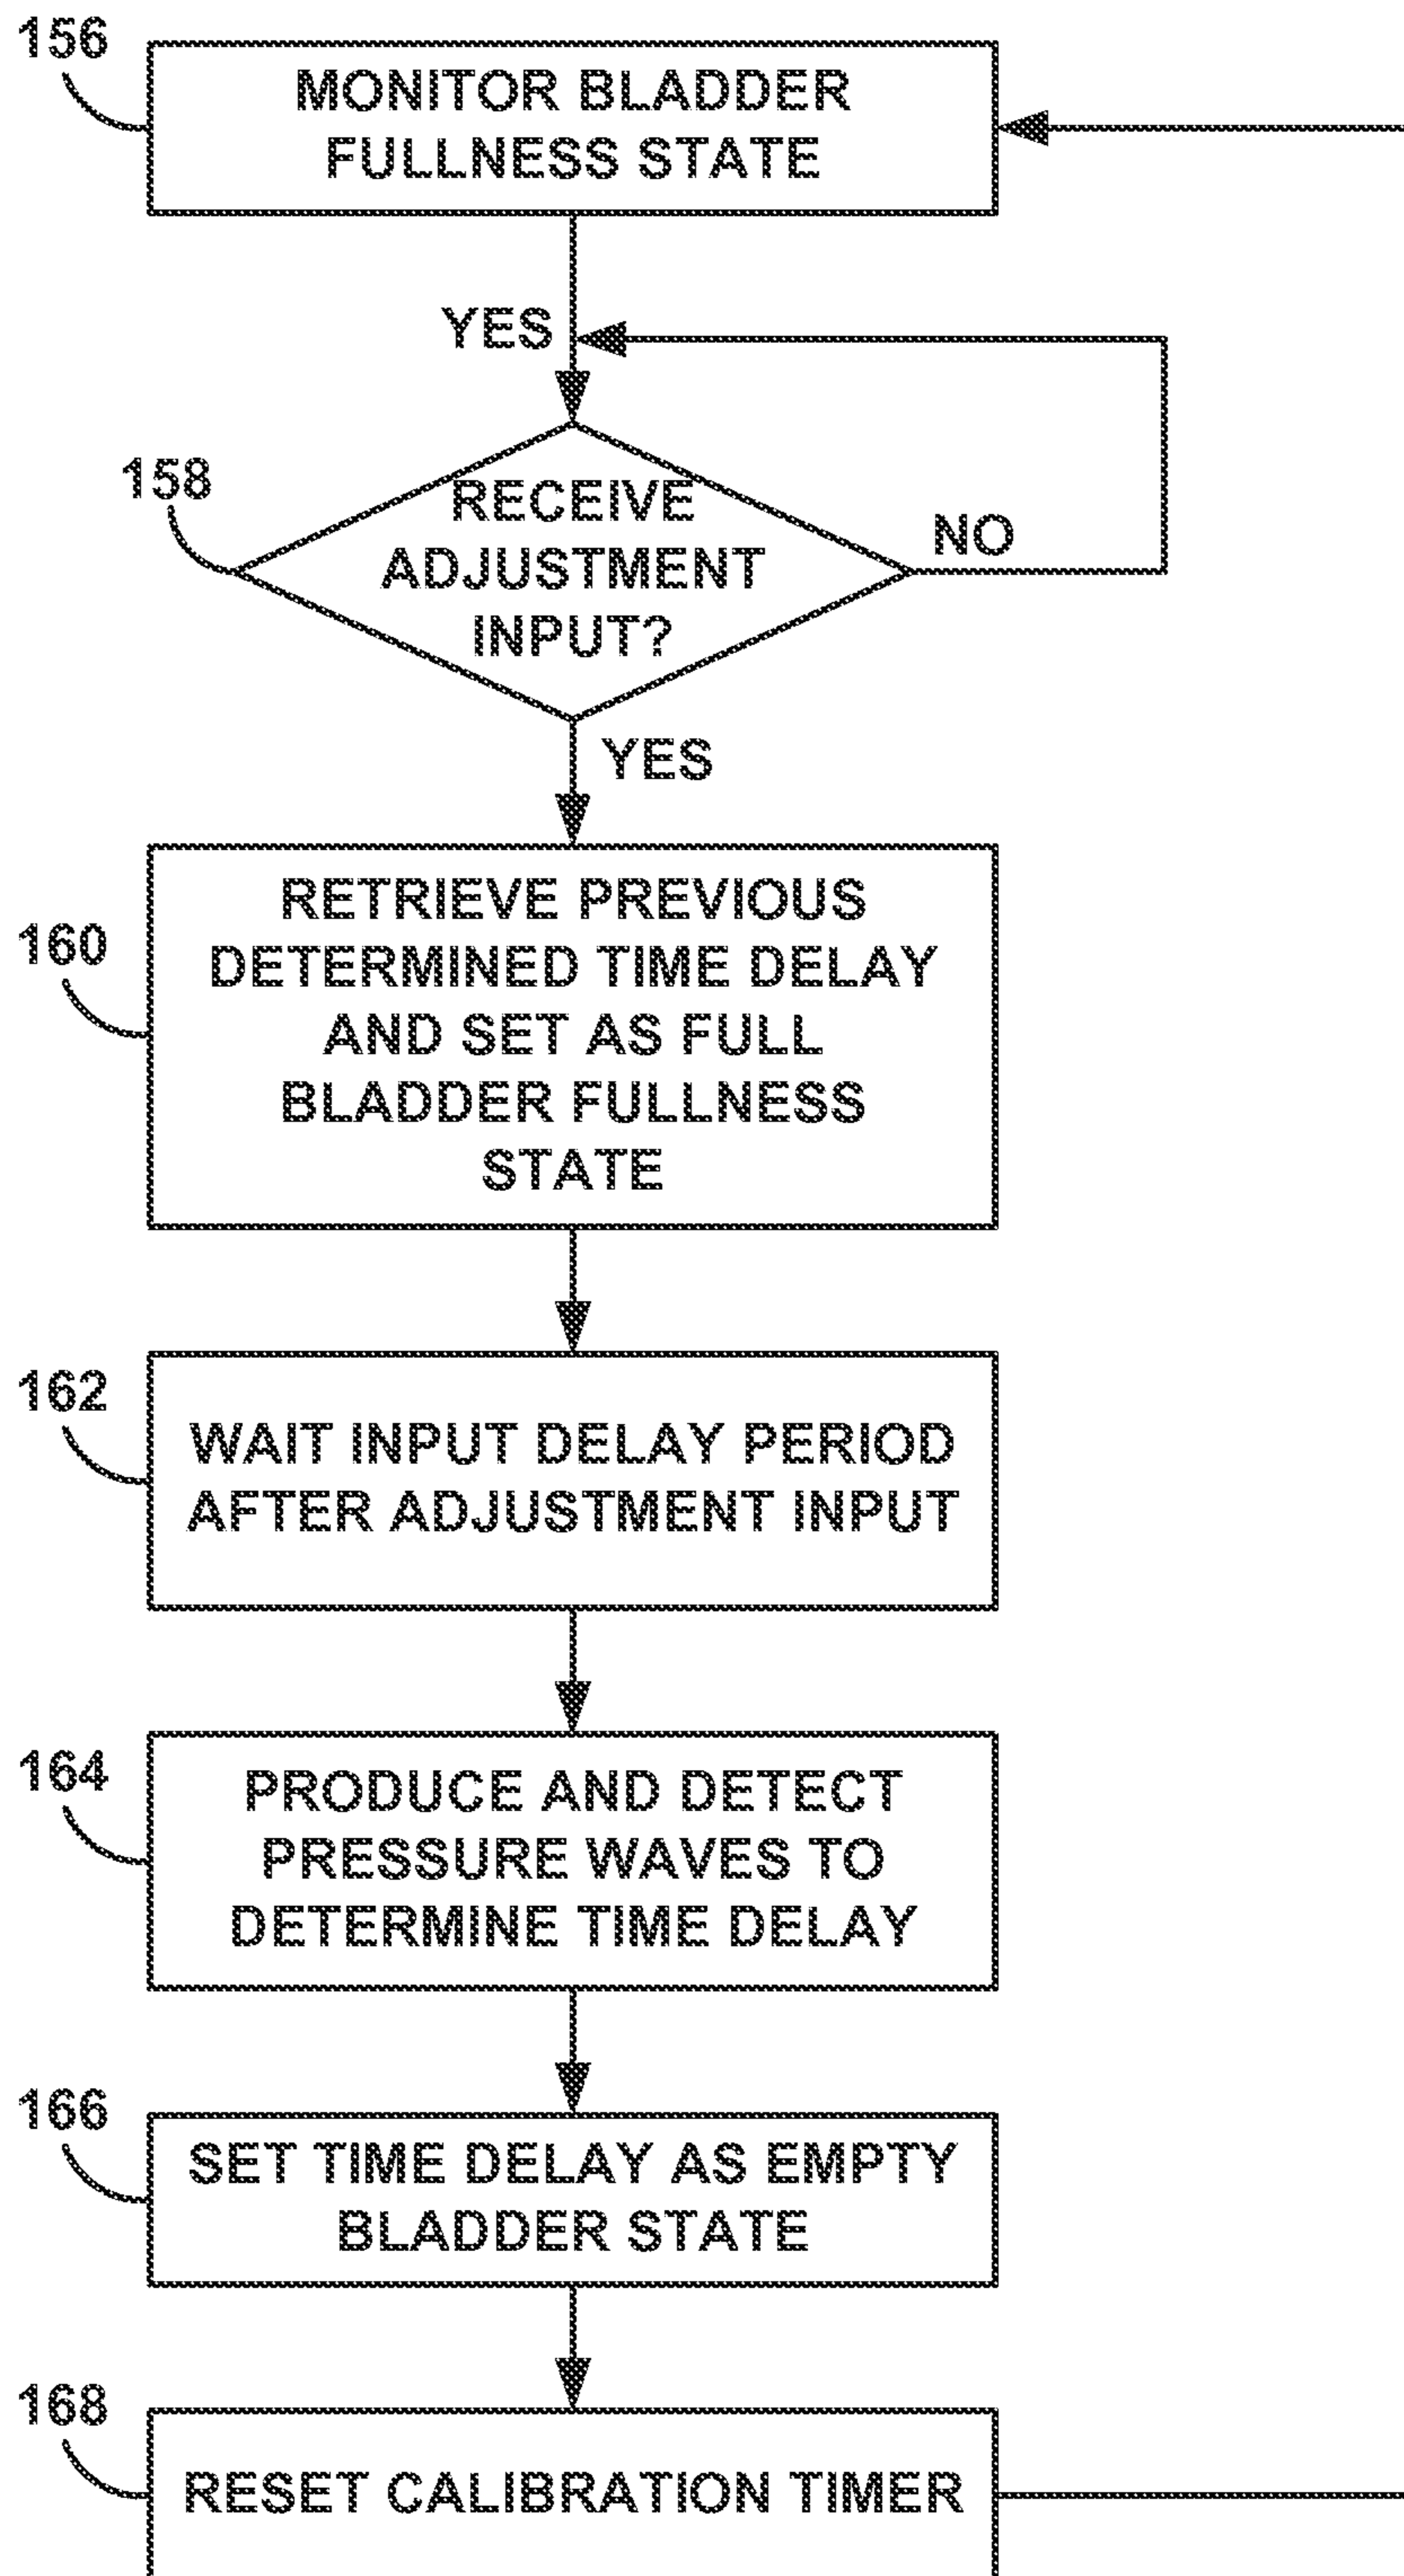 156
MONITOR BLADDER
FULLNESS STATE
YES
158
RECEIVE
ADJUSTMENT
INPUT?
NO
YES
160
RETRIEVE PREVIOUS
DETERMINED TIME DELAY
AND SET AS FULL
BLADDER FULLNESS
STATE
162
WAIT INPUT DELAY PERIOD
AFTER ADJUSTMENT INPUT
164
PRODUCE AND DETECT
PRESSURE WAVES TO
DETERMINE TIME DELAY
166
SET TIME DELAY AS EMPTY
BLADDER STATE
168
RESET CALIBRATION TIMER